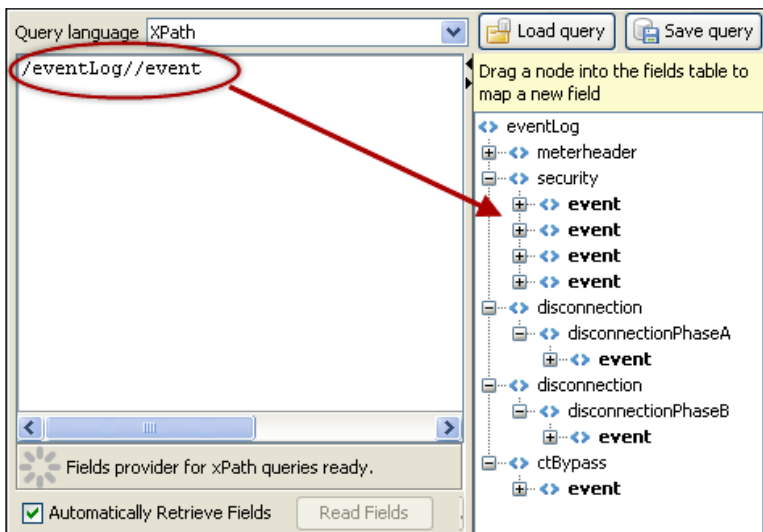 Query language XPath
Load query
Save query
/eventLog//event
Drag a node into the fields table to
map a new field
eventLog
meterheader
security
event
event
event
event
disconnection
disconnectionPhaseA
event
disconnection
disconnectionPhaseB
event
ctBypass
event
Fields provider for xPath queries ready.
Automatically Retrieve Fields
Read Fields